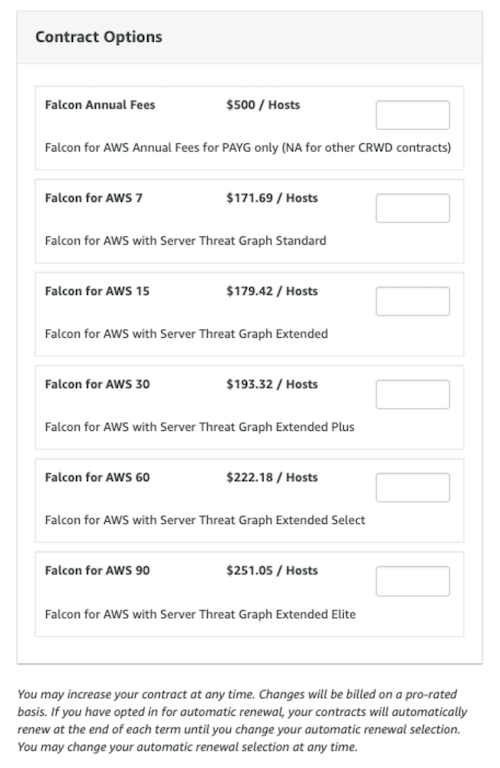 Contract Options
Falcon Annual Fees $500 / Hosts
Falcon for AWS Annual Fees for PAYG only (NA for other CRWD contracts)
Falcon for AWS 7 $171.69 / Hosts
Falcon for AWS with Server Threat Graph Standard
Falcon for AWS 15 $179.42 / Hosts
Falcon for AWS with Server Threat Graph Extended
Falcon for AWS 30 $193.32 / Hosts
Falcon for AWS with Server Threat Graph Extended Plus
Falcon for AWS 60 $222.18 / Hosts
Falcon for AWS with Server Threat Graph Extended Select
Falcon for AWS 90 $251.05 / Hosts
Falcon for AWS with Server Threat Graph Extended Elite
You may increase your contract at any time. Changes will be billed on a pro-rated
basis. If you have opted in for automatic renewal, your contracts will automatically
renew at the end of each term until you change your automatic renewal selection.
You may change your automatic renewal selection at any time.